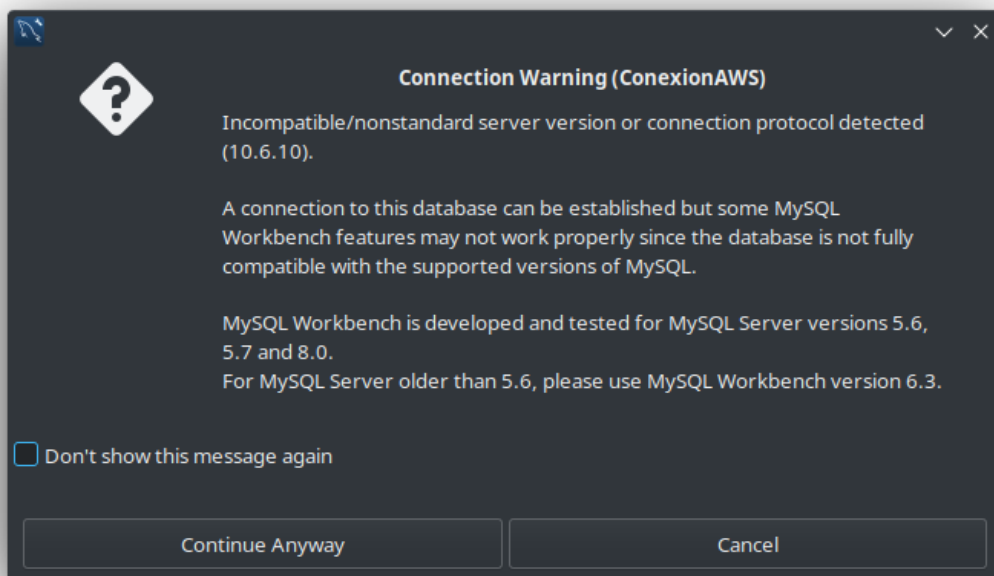 Connection Warning (ConexionAWS)
Incompatible/nonstandard server version or connection protocol detected
(10.6.10).
A connection to this database can be established but some MySQL
Workbench features may not work properly since the database is not fully
compatible with the supported versions of MySQL.
MySQL Workbench is developed and tested for MySQL Server versions 5.6,
5.7 and 8.0.
For MySQL Server older than 5.6, please use MySQL Workbench version 6.3.
Don't show this message again
Continue Anyway
Cancel